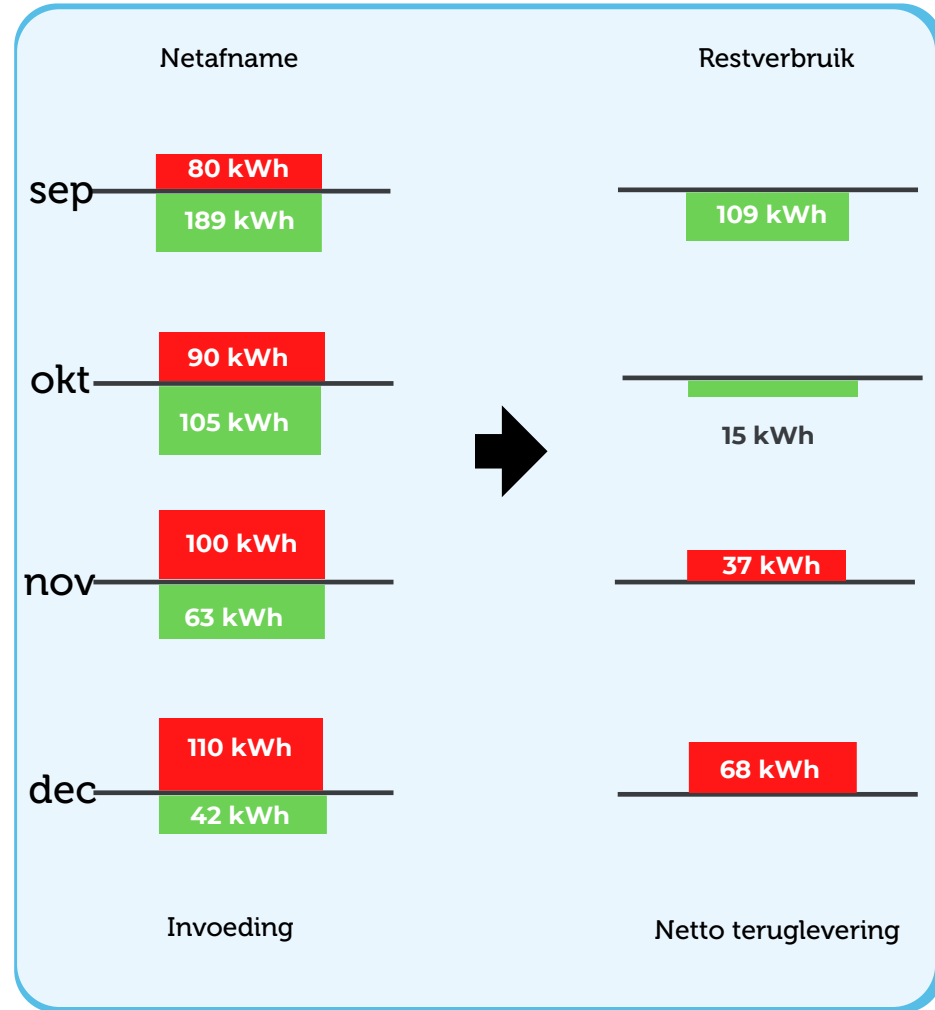 Netafname
Restverbruik
80 kWh
sep
189 kWh
109 kWh
90 kWh
okt
105 kWh
15 kWh
100 kWh
37 kWh
nov
63 kWh
110 kWh
68 kWh
dec
42 kWh
Invoeding
Netto teruglevering